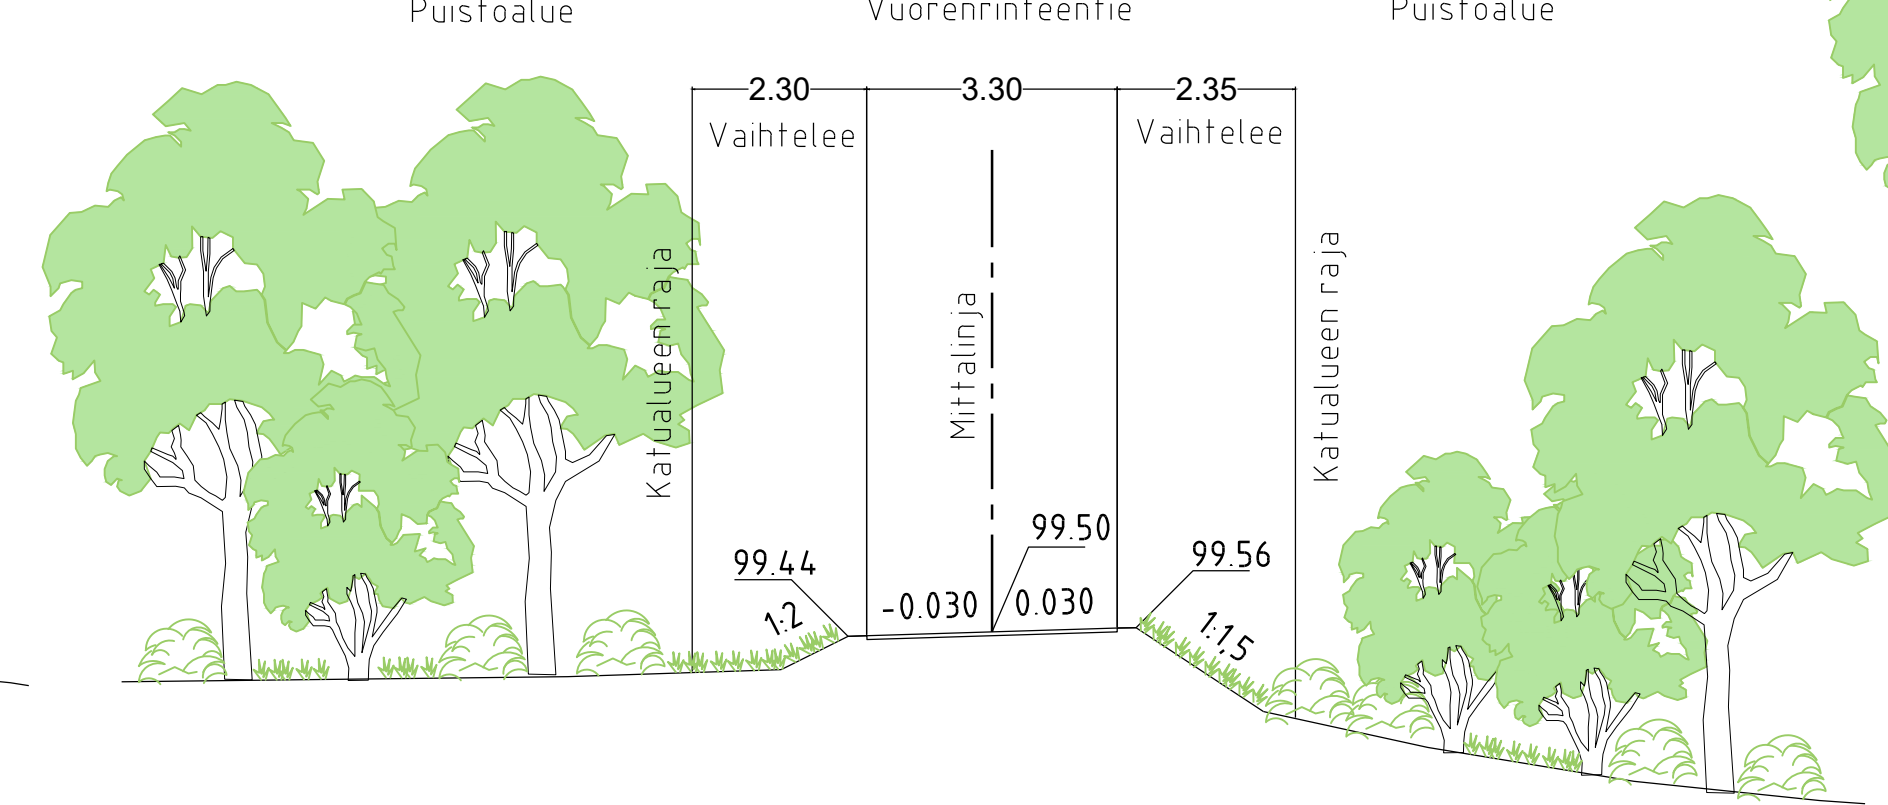 Puistoalue
Vuorenrinteentie
Puistoalue
2.30
3.30
2.35
Vaihtelee
Vaihtelee
Katualueen raja
Mittalinja
Katualueen raja
99.44
99.50
99.56
1:2
-0.030
0.030
1:1.5